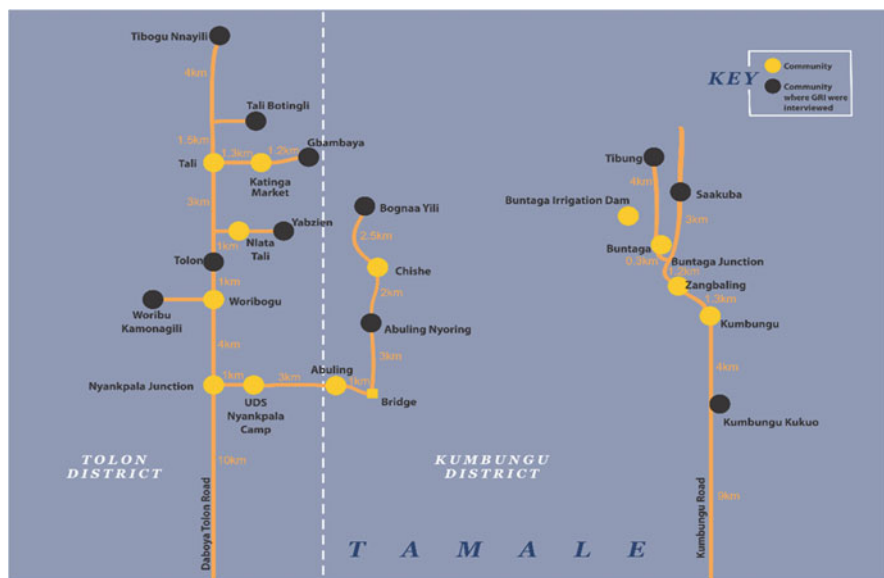 Tibogu Nnayili
4km
Tali Botingli
1.5km
Gbambaya
1.3km
1.2km
Tali
Katinga
Market
3km
Yabzien
1km
Nlata
Tali
Tolon
1km
Woribogu
Woribu
Kamonagili
4km
1km
3km
Abuling
1km
Nyankpala Junction
UDS
Nyankpala
Camp
Bridge
3km
Abuling Nyoring
2km
Chishe
2.5km
Bognaa Yili
TOLON
DISTRICT
10km
Daboya Tolon Road
KEY
Community
Community
where GRI were
interviewed
Tibung
4km
Saakuba
Buntaga Irrigation Dam
3km
Buntaga
Buntaga Junction
0.3km
1.2km
Zangbaling
1.3km
Kumbungu
4km
Kumbungu Kukuo
KUMBUNGU
DISTRICT
9km
Kumbungu Road
TAMALE